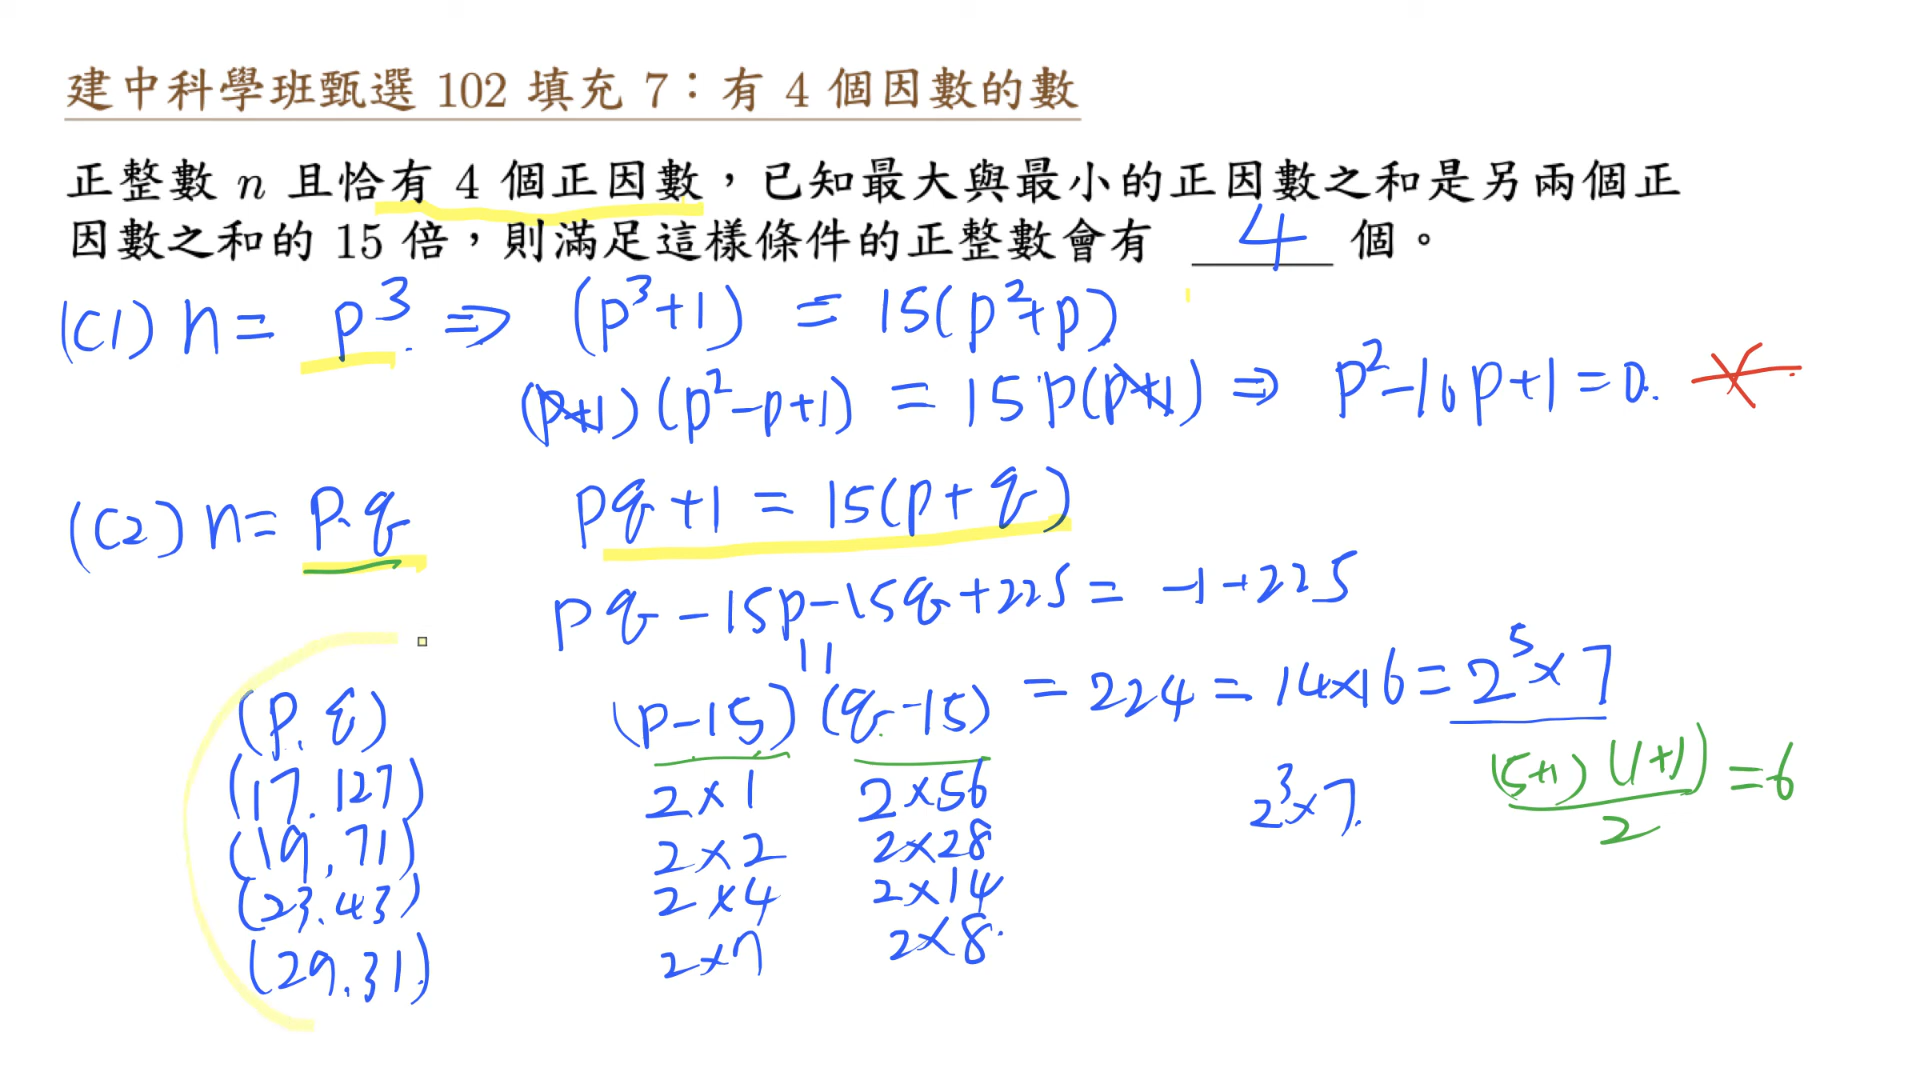 建中科學班甄選 102 填充 7：有 4 個因數的數
正整數 n 且恰有 4 個正因數，已知最大與最小的正因數之和是另兩個正
因數之和的 15 倍，則滿足這樣條件的正整數會有 4 個。
(C1) n = p³ ⇒ (p³+1) = 15(p²+p)
(p+1)(p²-p+1) = 15p(p+1) ⇒ p²-16p+1=0.
(C2) n = p.q pq+1 = 15(p+q)
pq-15p-15q+225 = -1+225
(p-15)(q-15) = 224 = 14×16 = 2⁵×7
(p.q)
(5+1)(1+1)/2 = 6
(17.127) 2×1 2×56 2³×7.
(19,71) 2×2 2×28
(23.43) 2×4 2×14
(29.31) 2×7 2×8.